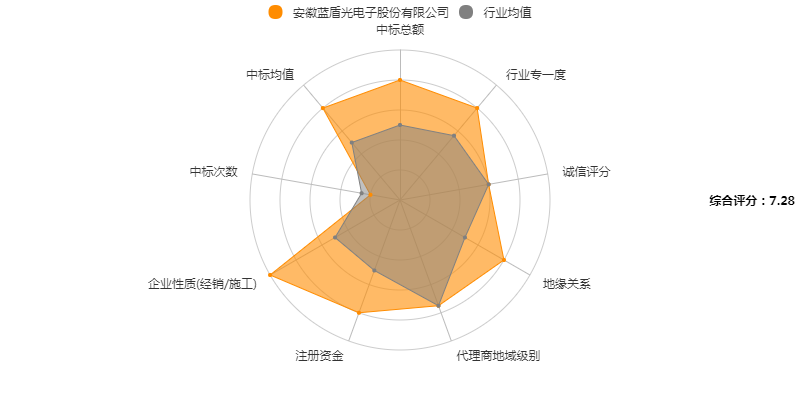 安徽蓝盾光电子股份有限公司 行业均值
中标总额
中标均值
行业专一度
中标次数
诚信评分
综合评分：7.28
企业性质(经销/施工)
地缘关系
注册资金
代理商地域级别